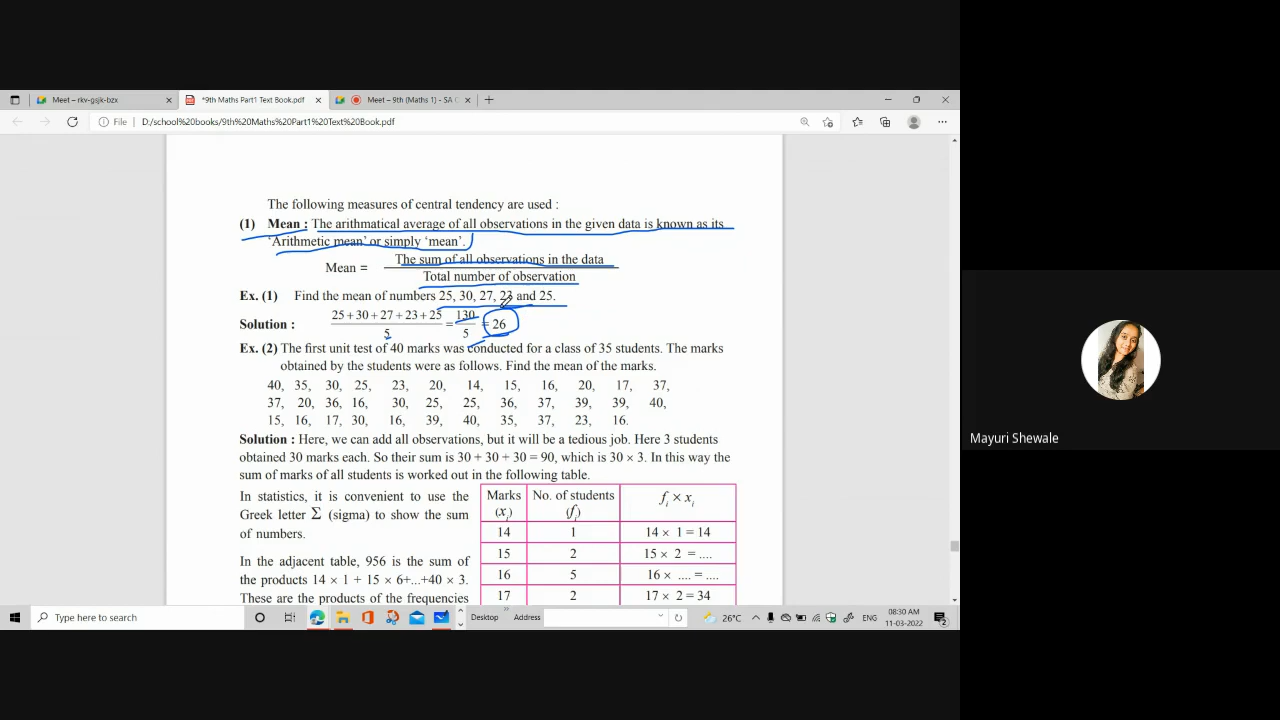 Meet – rkv-gsjk-bzx
*9th Maths Part1 Text Book.pdf
Meet – 9th (Maths 1) - SA
File | D:/school%20books/9th%20Maths%20Part1%20Text%20Book.pdf
The following measures of central tendency are used :
(1) Mean : The arithmatical average of all observations in the given data is known as its
‘Arithmetic mean’ or simply ‘mean’.
Mean = The sum of all observations in the data
Total number of observation
Ex. (1) Find the mean of numbers 25, 30, 27, 23 and 25.
Solution : 25 + 30 + 27 + 23 + 25 = 130 = 26
5 5
Ex. (2) The first unit test of 40 marks was conducted for a class of 35 students. The marks
obtained by the students were as follows. Find the mean of the marks.
40, 35, 30, 25, 23, 20, 14, 15, 16, 20, 17, 37,
37, 20, 36, 16, 30, 25, 25, 36, 37, 39, 39, 40,
15, 16, 17, 30, 16, 39, 40, 35, 37, 23, 16.
Solution : Here, we can add all observations, but it will be a tedious job. Here 3 students
obtained 30 marks each. So their sum is 30 + 30 + 30 = 90, which is 30 × 3. In this way the
sum of marks of all students is worked out in the following table.
In statistics, it is convenient to use the
Greek letter Σ (sigma) to show the sum
of numbers.
In the adjacent table, 956 is the sum of
the products 14 × 1 + 15 × 6+...+40 × 3.
These are the products of the frequencies
Marks No. of students fi × xi
(xi) (fi)
14 1 14 × 1 = 14
15 2 15 × 2 = ....
16 5 16 × .... = ....
17 2 17 × 2 = 34
Mayuri Shewale
Type here to search
Desktop
Address
26°C
ENG
08:30 AM
11-03-2022
2